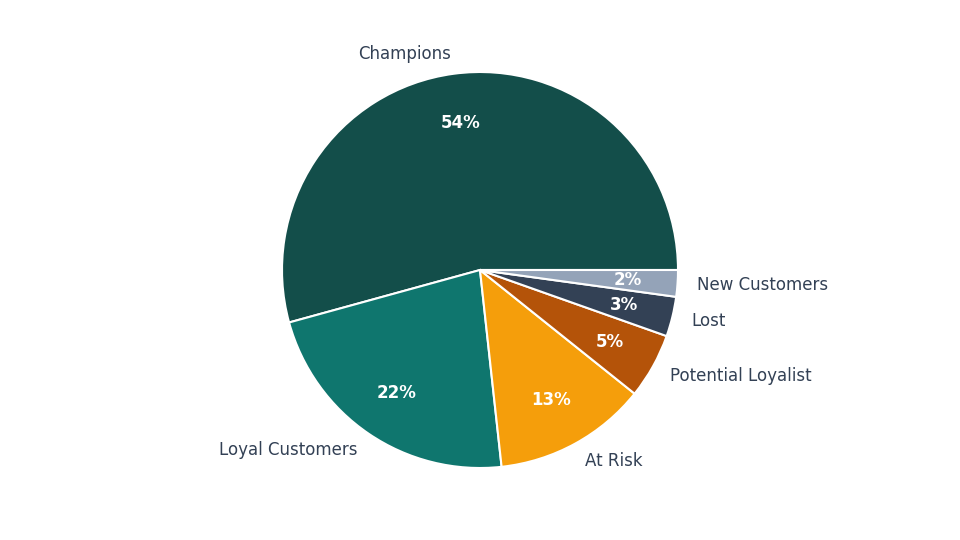 Champions
54%
2%
New Customers
3%
Lost
5%
Potential Loyalist
22%
13%
Loyal Customers
At Risk